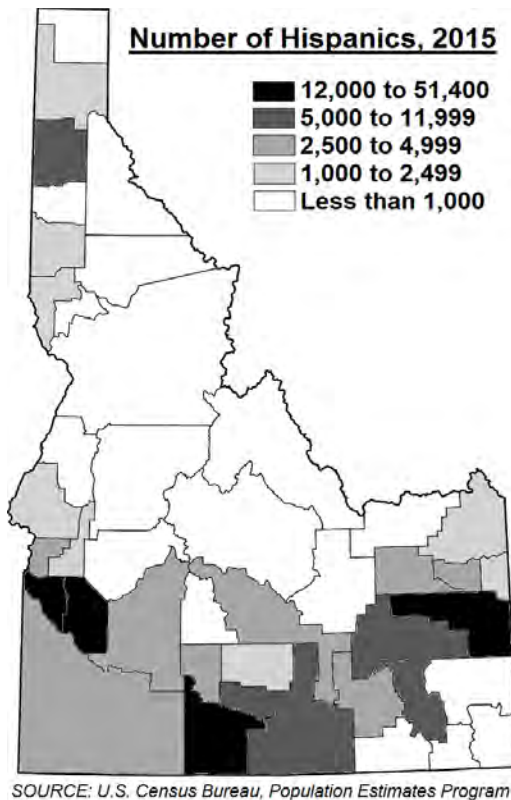 Number of Hispanics, 2015
12,000 to 51,400
5,000 to 11,999
2,500 to 4,999
1,000 to 2,499
Less than 1,000
SOURCE: U.S. Census Bureau, Population Estimates Program